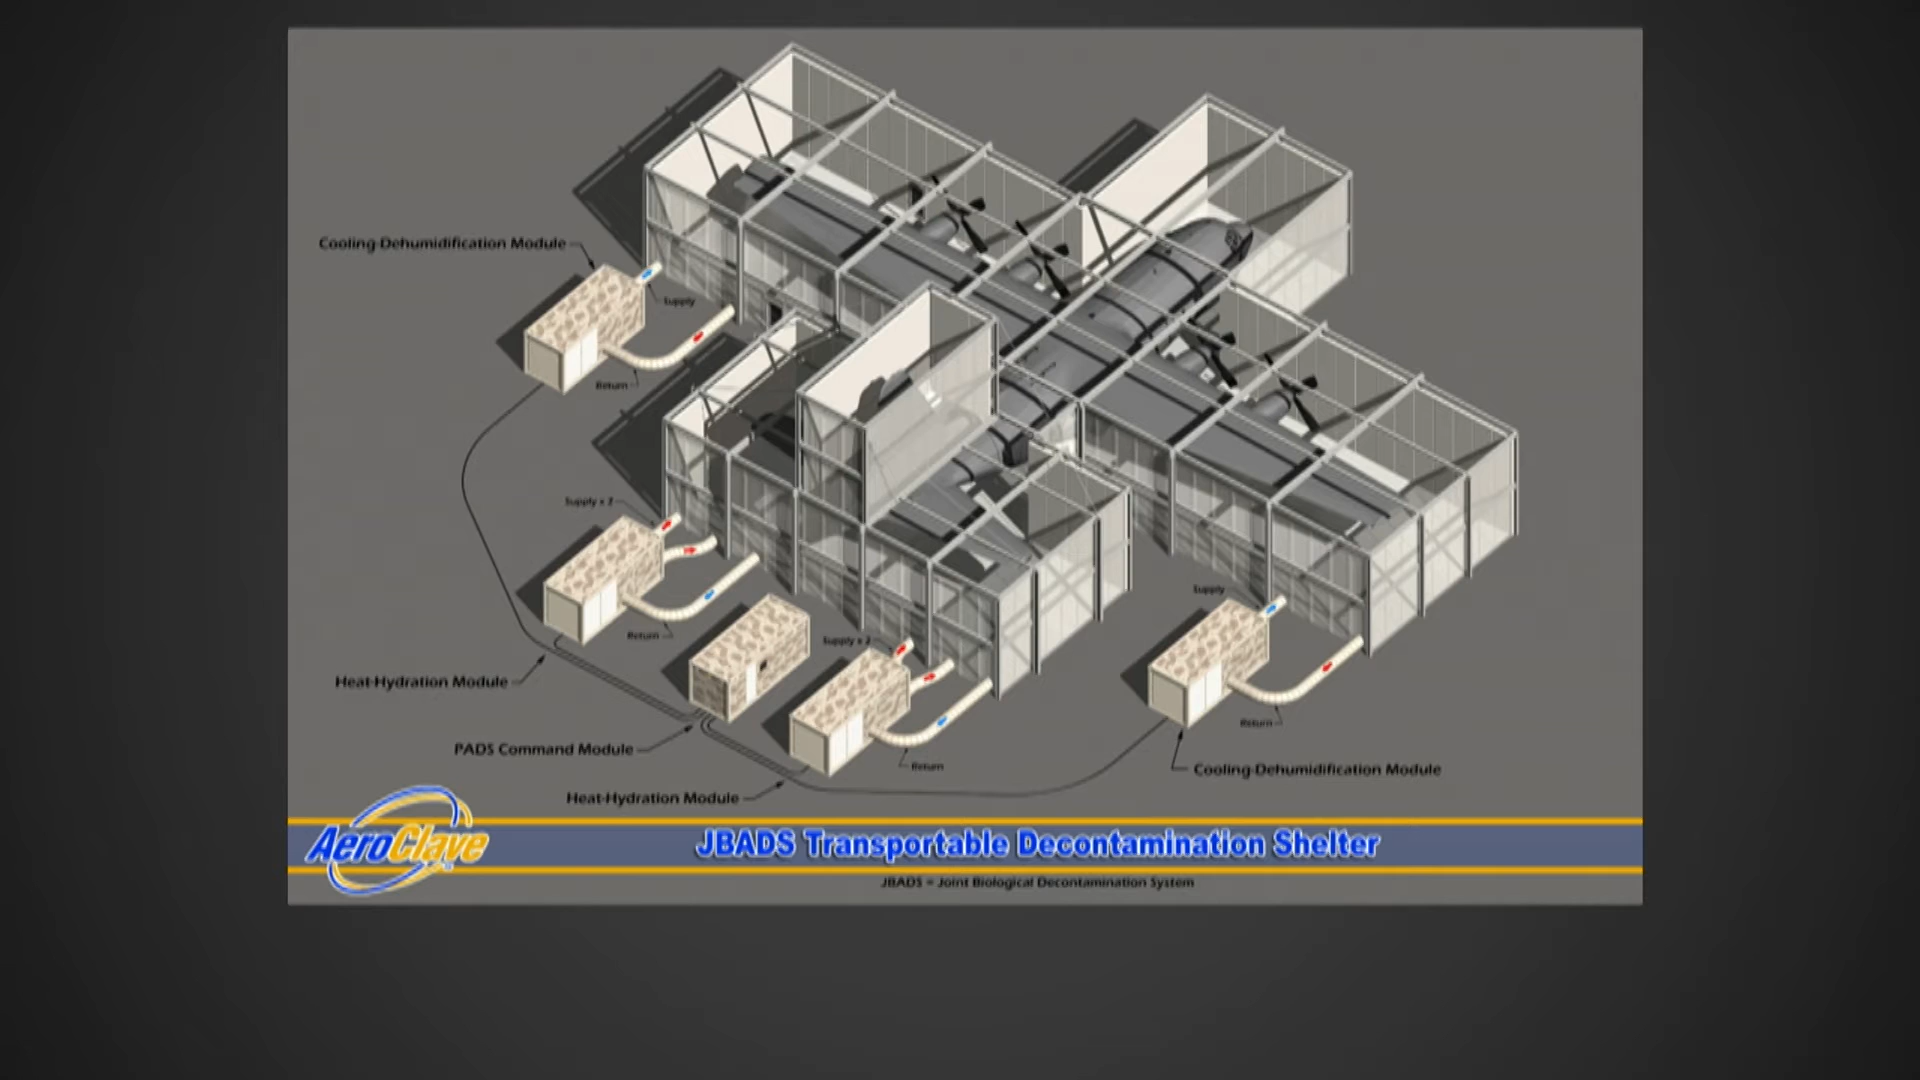 Cooling-Dehumidification Module
Supply
Return
Supply x 2
Return
Heat-Hydration Module
PADS Command Module
Supply x 2
Return
Heat-Hydration Module
Supply
Return
Cooling-Dehumidification Module
AeroClave
JBADS Transportable Decontamination Shelter
JBADS = Joint Biological Decontamination System